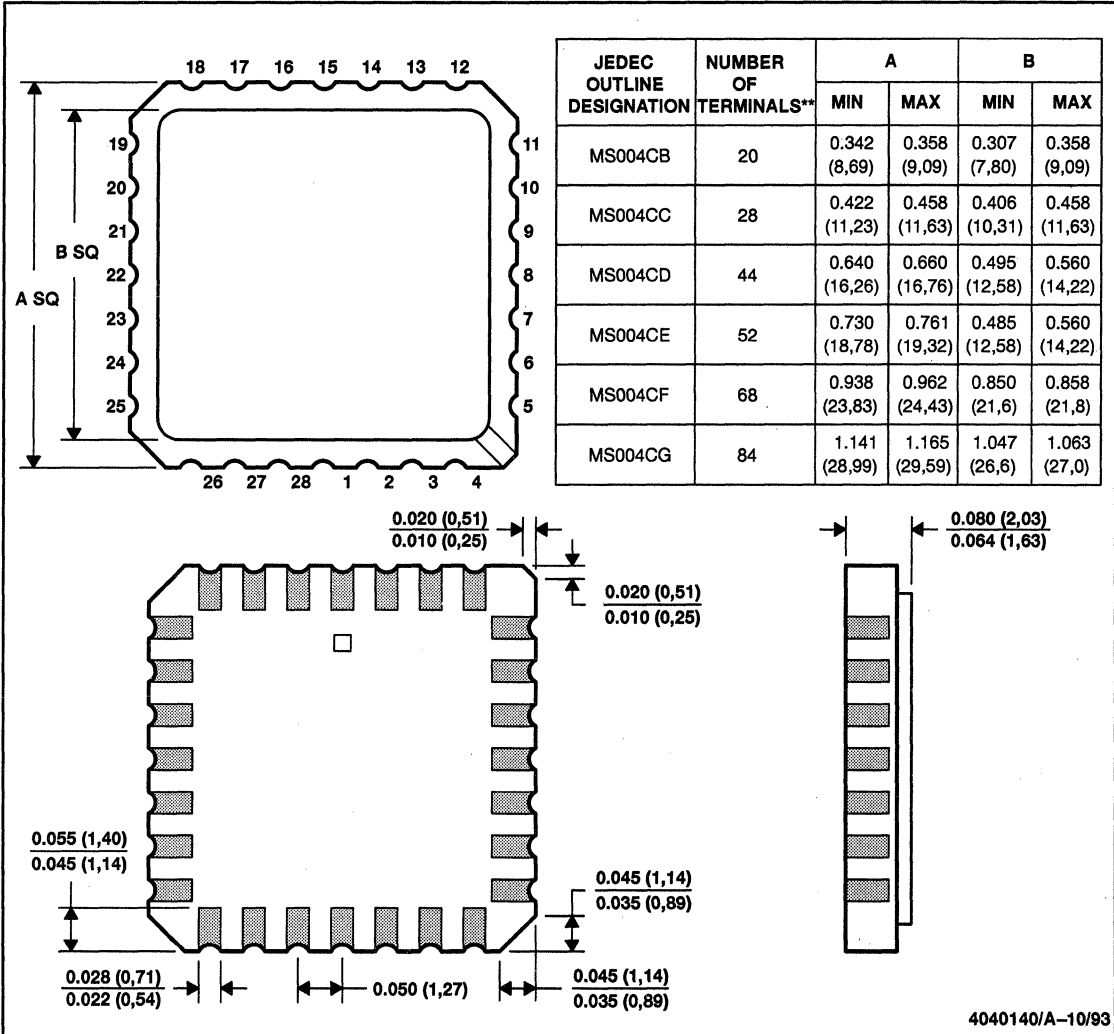 18 17 16 15 14 13 12
19
20
21
22
23
24
25
11
10
9
8
7
6
5
26 27 28 1 2 3 4
A SQ
B SQ
JEDEC OUTLINE DESIGNATION NUMBER OF TERMINALS** A B
MIN MAX MIN MAX
MS004CB 20 0.342 (8,69) 0.358 (9,09) 0.307 (7,80) 0.358 (9,09)
MS004CC 28 0.422 (11,23) 0.458 (11,63) 0.406 (10,31) 0.458 (11,63)
MS004CD 44 0.640 (16,26) 0.660 (16,76) 0.495 (12,58) 0.560 (14,22)
MS004CE 52 0.730 (18,78) 0.761 (19,32) 0.485 (12,58) 0.560 (14,22)
MS004CF 68 0.938 (23,83) 0.962 (24,43) 0.850 (21,6) 0.858 (21,8)
MS004CG 84 1.141 (28,99) 1.165 (29,59) 1.047 (26,6) 1.063 (27,0)
0.020 (0,51)
0.010 (0,25)
0.020 (0,51)
0.010 (0,25)
0.080 (2,03)
0.064 (1,63)
0.055 (1,40)
0.045 (1,14)
0.045 (1,14)
0.035 (0,89)
0.028 (0,71)
0.022 (0,54)
0.050 (1,27)
0.045 (1,14)
0.035 (0,89)
4040140/A–10/93